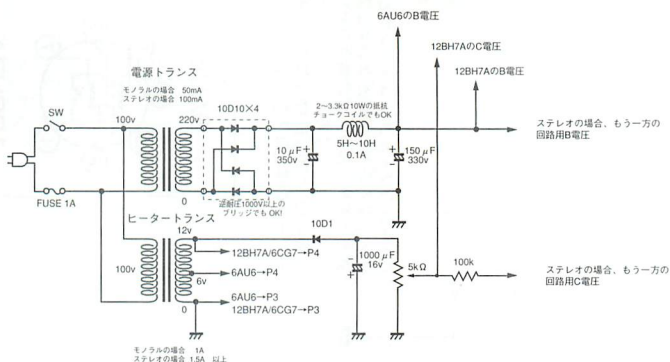 6AU6のB電圧
12BH7AのC電圧
12BH7AのB電圧
電源トランス
モノラルの場合 50mA
ステレオの場合 100mA
10D10×4
2〜3.3kΩ10Wの抵抗
チョークコイルでもOK
SW
100v
220v
5H〜10H
0.1A
10μF
350v
150μF
330v
ステレオの場合、もう一方の
回路用B電圧
FUSE 1A
0
逆耐圧1000V以上の
ブリッジでもOK!
ヒータートランス
12v
10D1
12BH7A/6CG7→P4
100v
6v
6AU6→P4
1000μF
16v
5kΩ
100k
ステレオの場合、もう一方の
回路用C電圧
6AU6→P3
12BH7A/6CG7→P3
0
モノラルの場合 1A
ステレオの場合 1.5A 以上